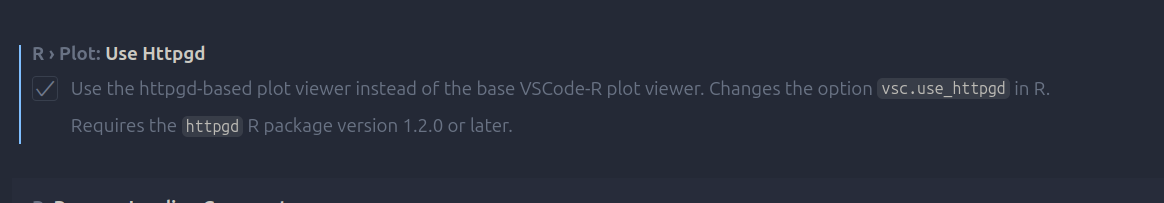 R › Plot: Use Httpgd
Use the httpgd-based plot viewer instead of the base VSCode-R plot viewer. Changes the option vsc.use_httpgd in R.
Requires the httpgd R package version 1.2.0 or later.